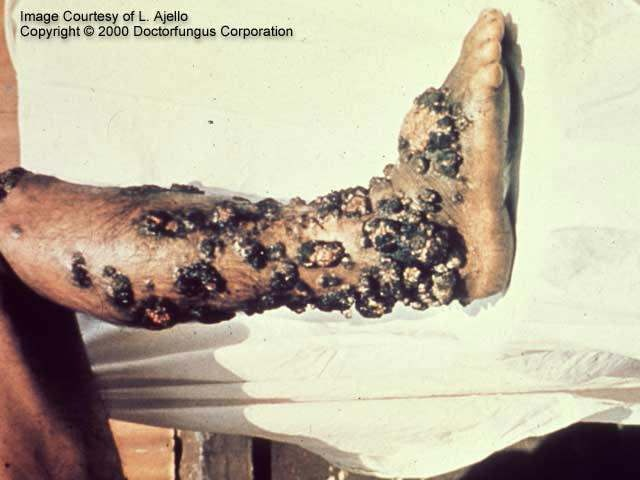 Image Courtesy of L. Ajello
Copyright © 2000 Doctorfungus Corporation